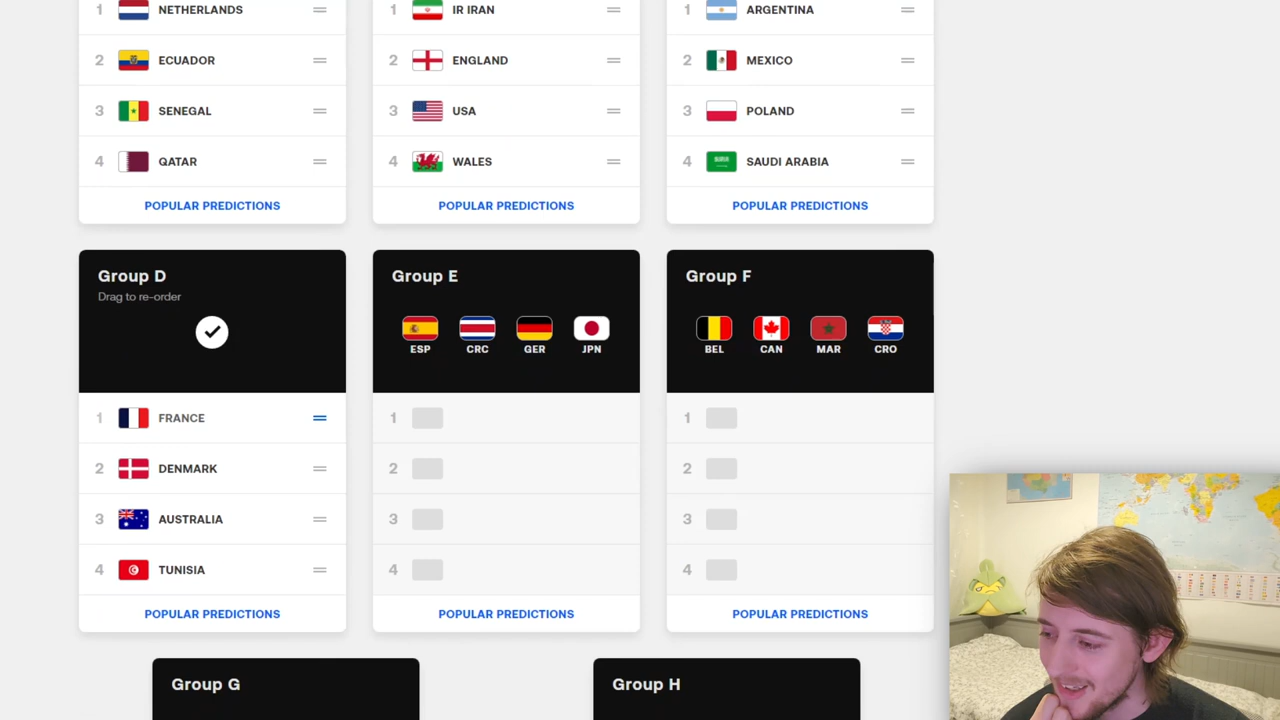 1 NETHERLANDS
2 ECUADOR
3 SENEGAL
4 QATAR
POPULAR PREDICTIONS
1 IR IRAN
2 ENGLAND
3 USA
4 WALES
POPULAR PREDICTIONS
1 ARGENTINA
2 MEXICO
3 POLAND
4 SAUDI ARABIA
POPULAR PREDICTIONS
Group D
Drag to re-order
1 FRANCE
2 DENMARK
3 AUSTRALIA
4 TUNISIA
POPULAR PREDICTIONS
Group E
ESP CRC GER JPN
1
2
3
4
POPULAR PREDICTIONS
Group F
BEL CAN MAR CRO
1
2
3
4
POPULAR PREDICTIONS
Group G
Group H